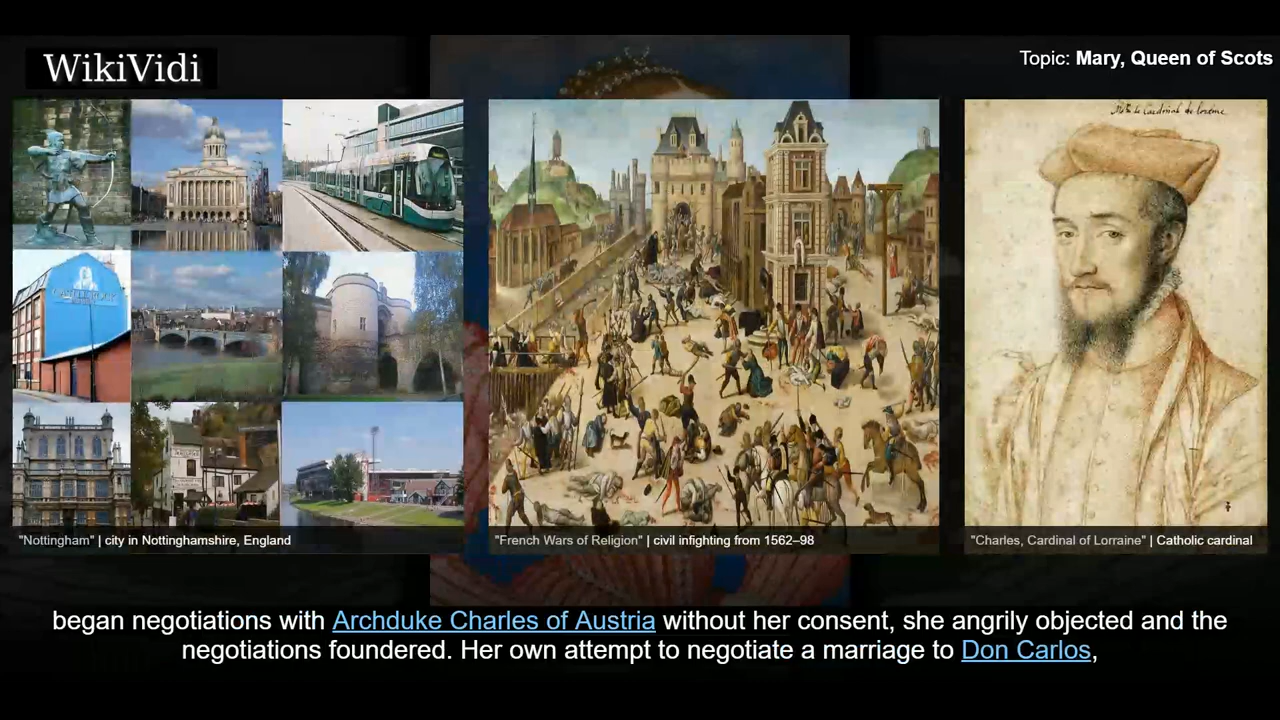 WikiVidi
Topic: Mary, Queen of Scots
"Nottingham" | city in Nottinghamshire, England
"French Wars of Religion" | civil infighting from 1562–98
"Charles, Cardinal of Lorraine" | Catholic cardinal
began negotiations with Archduke Charles of Austria without her consent, she angrily objected and the
negotiations foundered. Her own attempt to negotiate a marriage to Don Carlos,